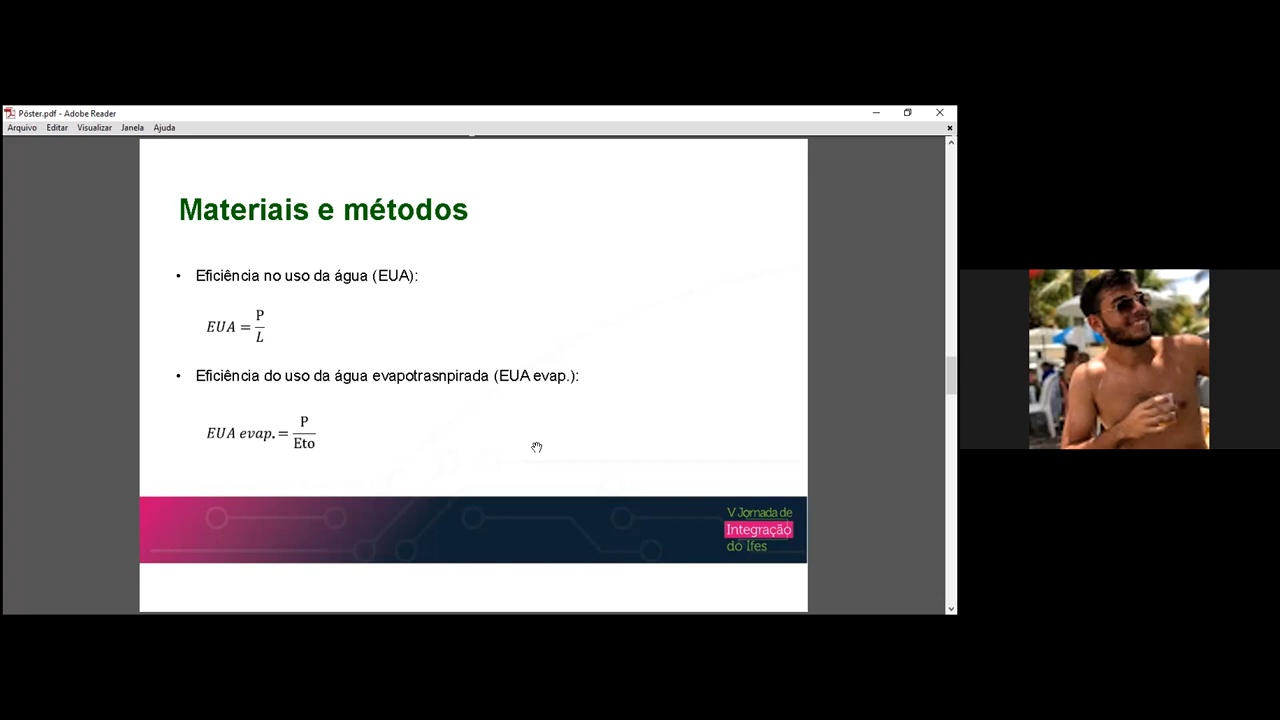 Póster.pdf - Adobe Reader
Arquivo Editar Visualizar Janela Ajuda
Materiais e métodos
• Eficiência no uso da água (EUA):
EUA = P/L
• Eficiência do uso da água evapotrasnpirada (EUA evap.):
EUA evap. = P/Eto
V Jornada de
Integração
do Ifes